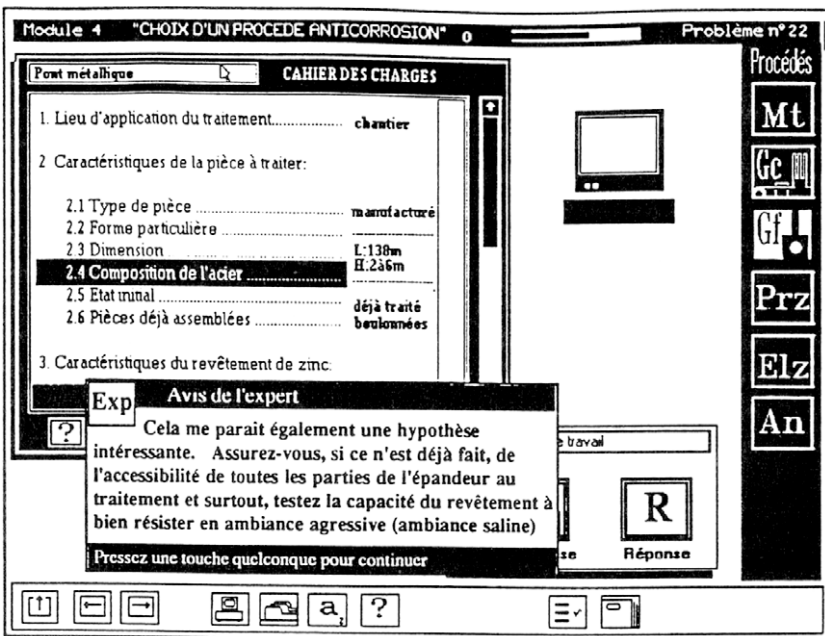 Module 4 "CHOIX D'UN PROCEDE ANTICORROSION" 0 Problème n° 22
Pont métallique CAHIER DES CHARGES
1. Lieu d'application du traitement................. chantier
2 Caractéristiques de la pièce à traiter:
2.1 Type de pièce ........................ manufacturé
2.2 Forme particulière ....................
2.3 Dimension ........................ L:138m
H:2à6m
2.4 Composition de l'acier ....................
2.5 Etat initial ........................ déjà traité
2.6 Pièces déjà assemblées ................ boulonnées
3. Caractéristiques du revêtement de zinc:
Procédés
Mt
Gc
Gf
Prz
Elz
An
?
Exp Avis de l'expert
Cela me parait également une hypothèse
intéressante. Assurez-vous, si ce n'est déjà fait, de
l'accessibilité de toutes les parties de l'épandeur au
traitement et surtout, testez la capacité du revêtement à
bien résister en ambiance agressive (ambiance saline)
Pressez une touche quelconque pour continuer
e travail
R
se Réponse
a ?